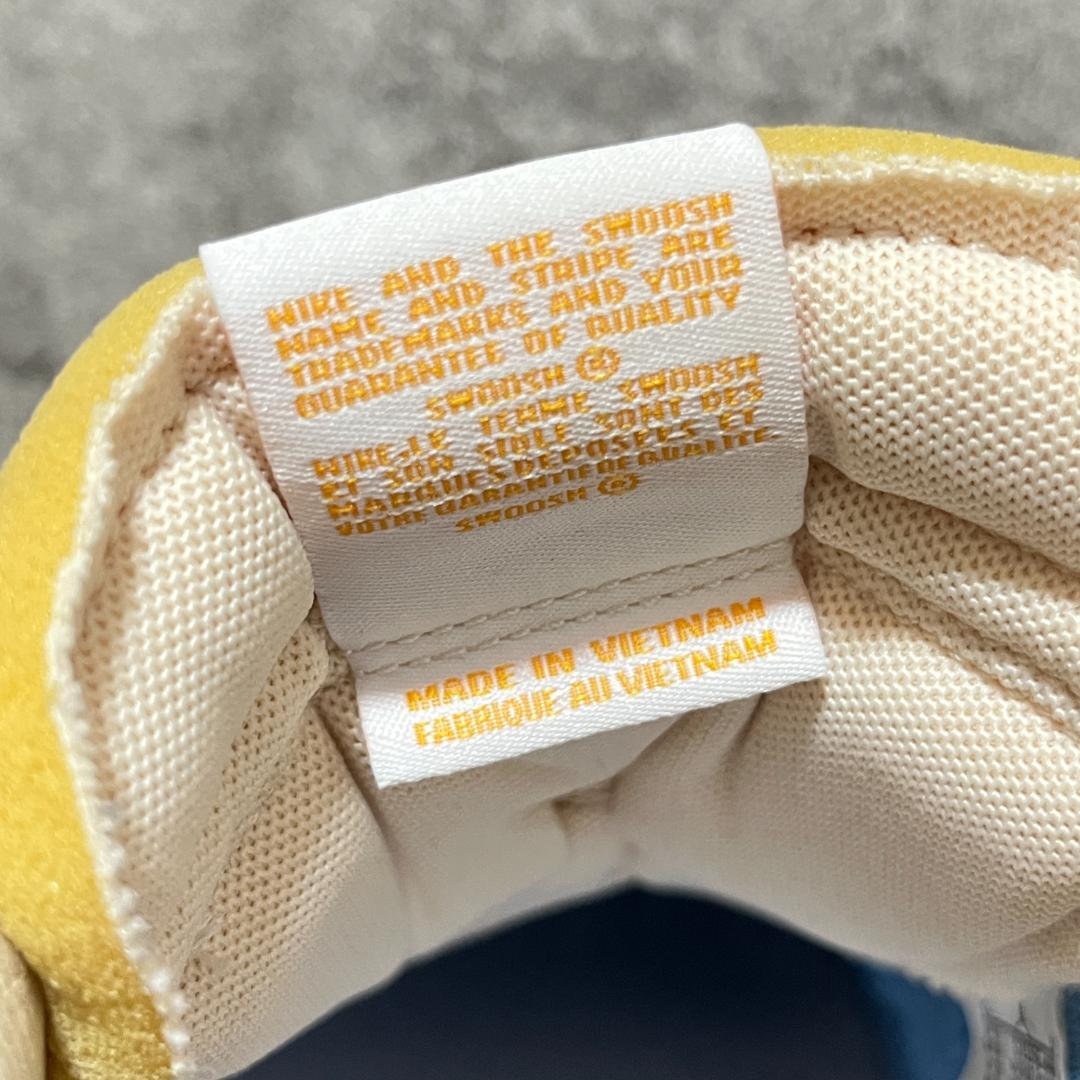 NIKE AND THE SWOOSH
NAME AND STRIPE ARE
TRADEMARKS AND YOUR
GUARANTEE OF QUALITY
SWOOSH ®
NIKE,LE TERME SWOOSH
ET SON SIGLE SONT DES
MARQUES DEPOSEES ET
VOTRE GUARANTIE DE QUALITE.
SWOOSH ®
MADE IN VIETNAM
FABRIQUE AU VIETNAM